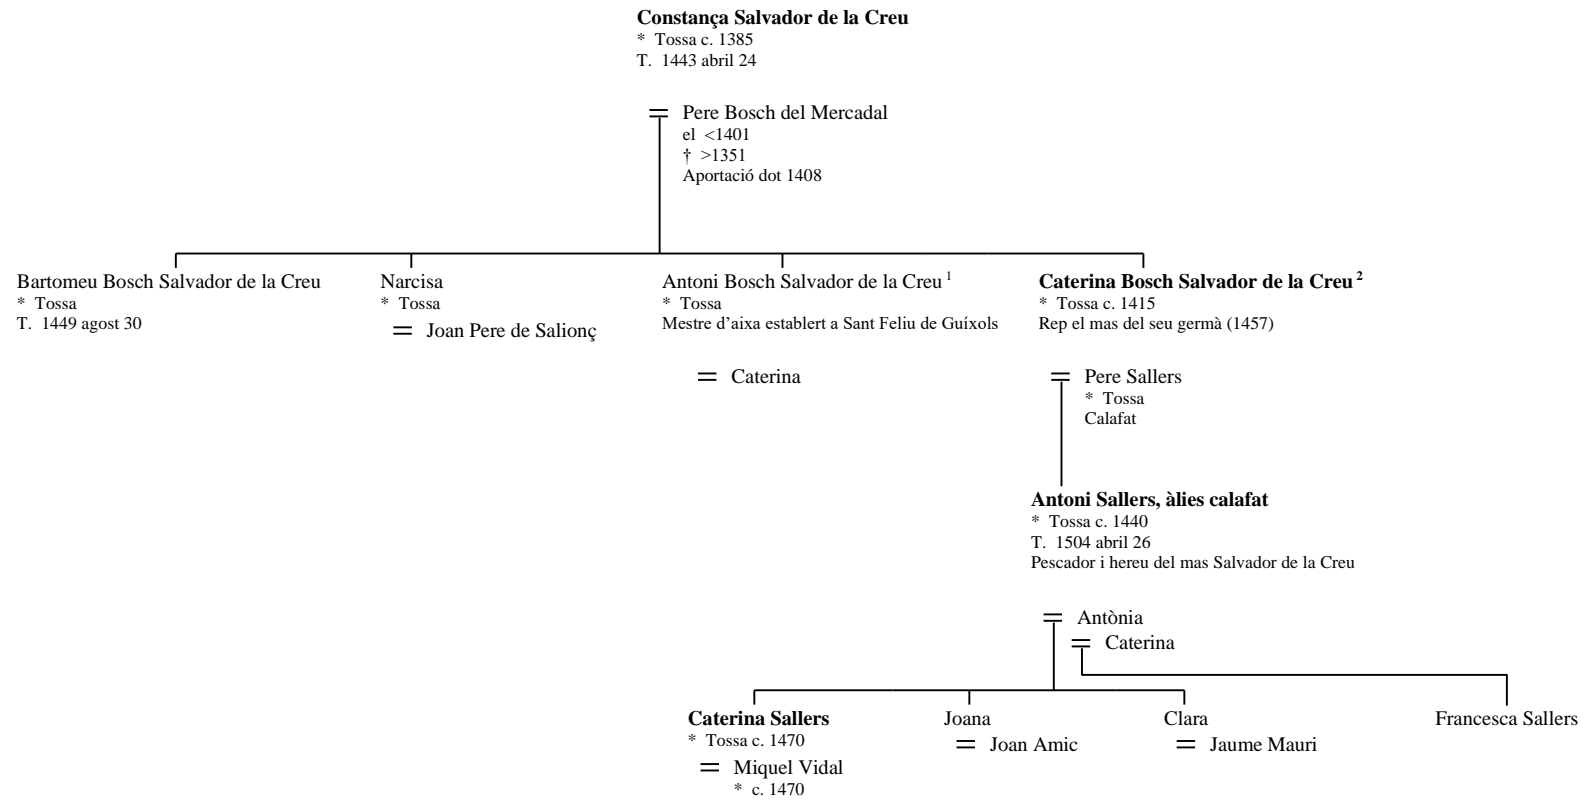 Constança Salvador de la Creu
* Tossa c. 1385
T. 1443 abril 24
= Pere Bosch del Mercadal
el <1401
† >1351
Aportació dot 1408
Bartomeu Bosch Salvador de la Creu
* Tossa
T. 1449 agost 30
Narcisa
* Tossa
= Joan Pere de Salionç
Antoni Bosch Salvador de la Creu 1
* Tossa
Mestre d’aixa establert a Sant Feliu de Guíxols
= Caterina
Caterina Bosch Salvador de la Creu 2
* Tossa c. 1415
Rep el mas del seu germà (1457)
= Pere Sallers
* Tossa
Calafat
Antoni Sallers, àlies calafat
* Tossa c. 1440
T. 1504 abril 26
Pescador i hereu del mas Salvador de la Creu
= Antònia
= Caterina
Caterina Sallers
* Tossa c. 1470
= Miquel Vidal
* c. 1470
Joana
= Joan Amic
Clara
= Jaume Mauri
Francesca Sallers